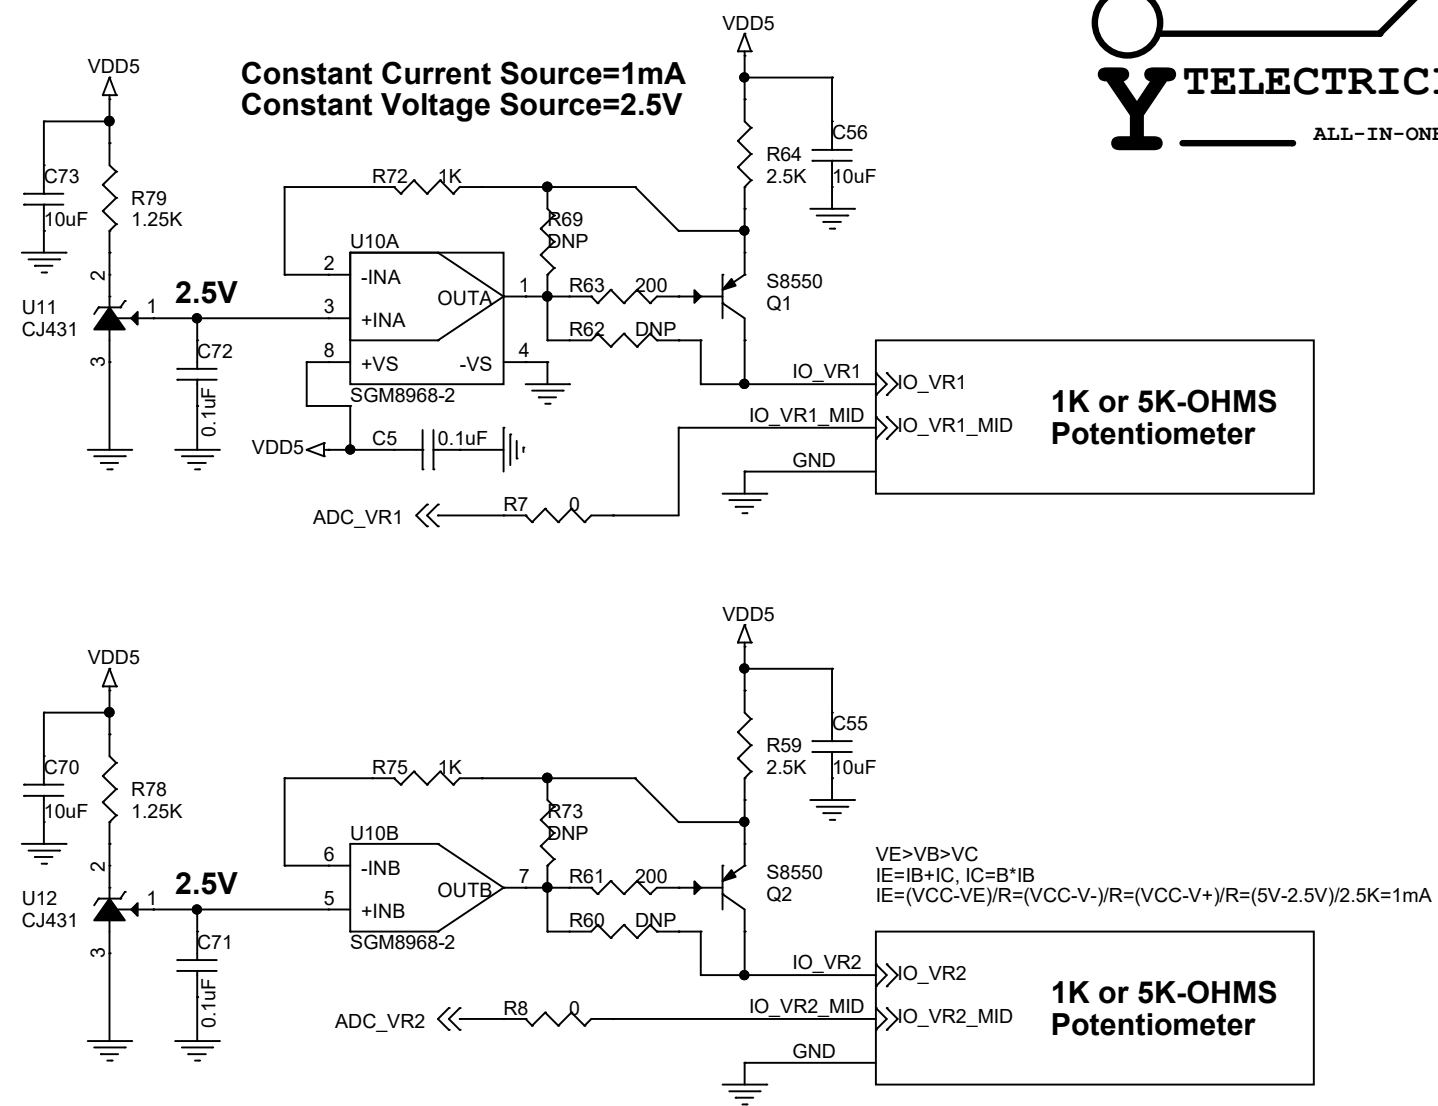 VDD5
VDD5
Constant Current Source=1mA
Constant Voltage Source=2.5V
TELECTRIC
Y
ALL-IN-ONE
C73
10uF
R79
1.25K
R72 1K
R69
DNP
R64
2.5K
C56
10uF
U10A
2 -INA
3 +INA
OUTA 1
8 +VS
-VS 4
SGM8968-2
R63 200
R62 DNP
S8550
Q1
2
U11
CJ431
1 2.5V
3
C72
0.1uF
VDD5
C5 0.1uF
IO_VR1 IO_VR1
IO_VR1_MID IO_VR1_MID
GND
1K or 5K-OHMS
Potentiometer
ADC_VR1 R7 0
VDD5
VDD5
C70
10uF
R78
1.25K
R75 1K
R73
DNP
R59
2.5K
C55
10uF
U10B
6 -INB
5 +INB
OUTB 7
SGM8968-2
R61 200
R60 DNP
S8550
Q2
2
U12
CJ431
1 2.5V
3
C71
0.1uF
VE>VB>VC
IE=IB+IC, IC=B*IB
IE=(VCC-VE)/R=(VCC-V-)/R=(VCC-V+)/R=(5V-2.5V)/2.5K=1mA
IO_VR2 IO_VR2
IO_VR2_MID IO_VR2_MID
GND
1K or 5K-OHMS
Potentiometer
ADC_VR2 R8 0